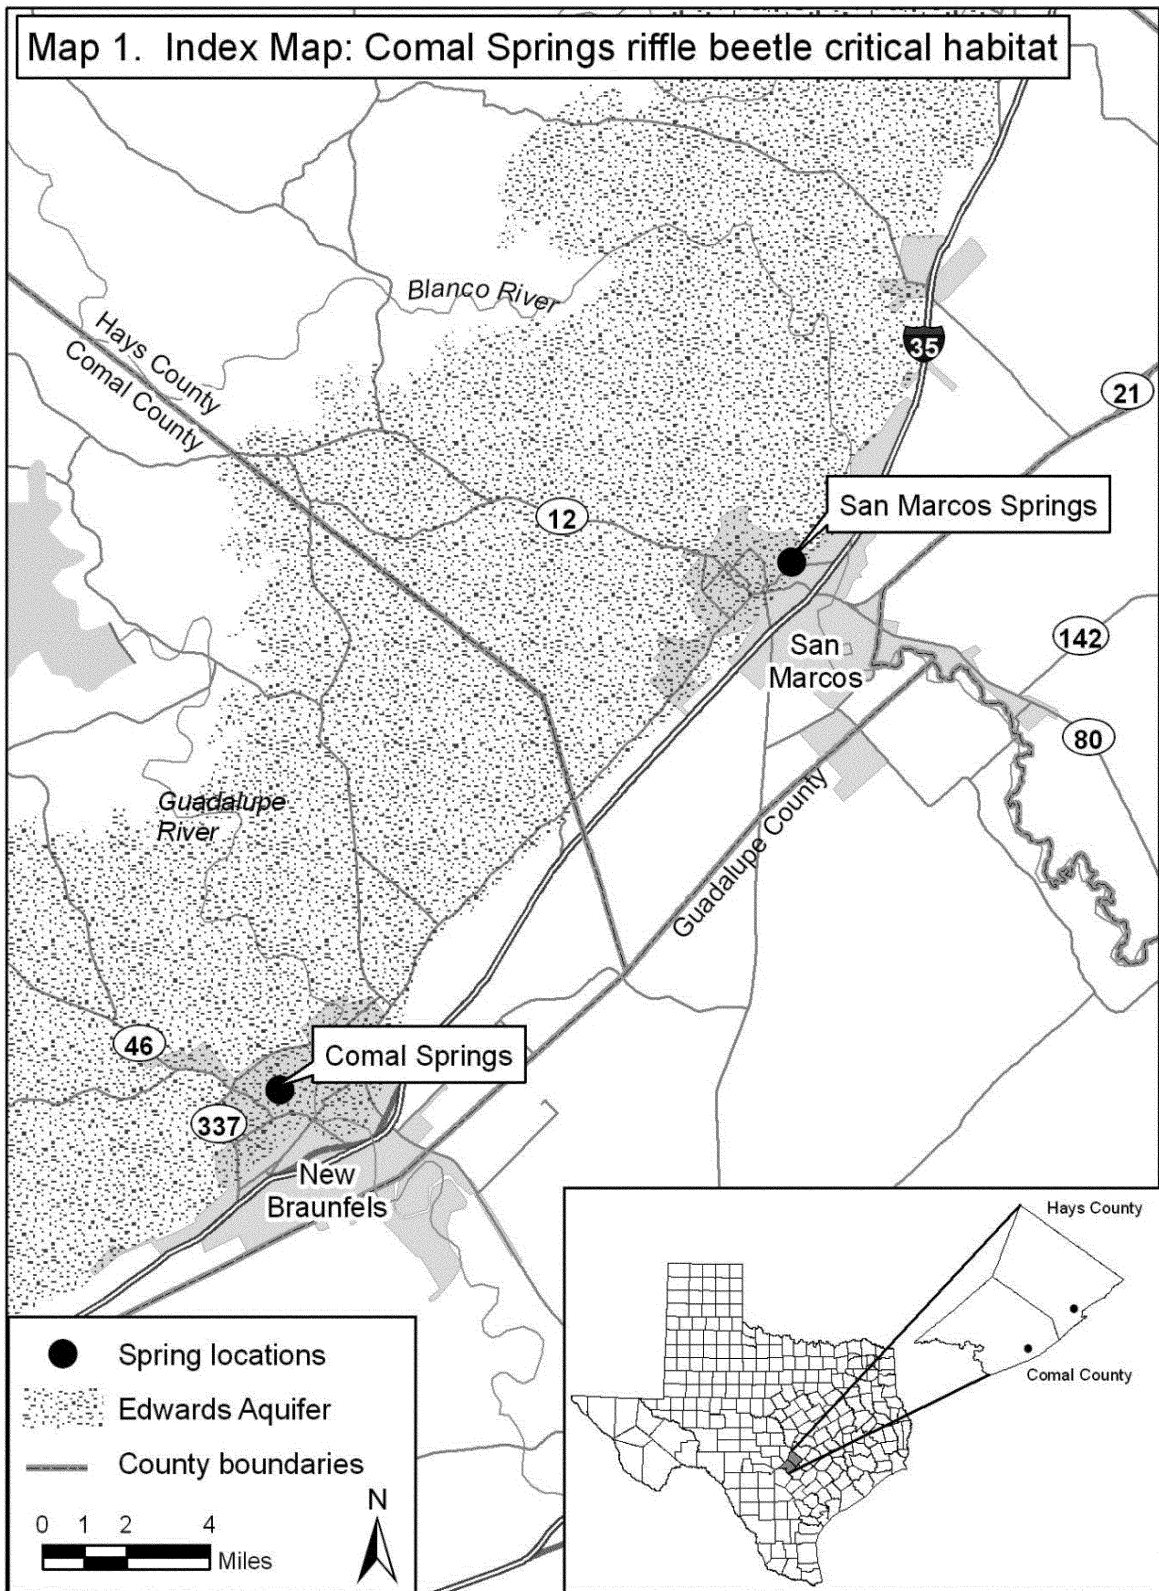 Map 1. Index Map: Comal Springs riffle beetle critical habitat
Blanco River
Hays County
Comal County
35
21
San Marcos Springs
12
142
San
Marcos
80
Guadalupe
River
Guadalupe County
46
Comal Springs
337
New
Braunfels
Hays County
Comal County
Spring locations
Edwards Aquifer
County boundaries
N
0 1 2 4
Miles